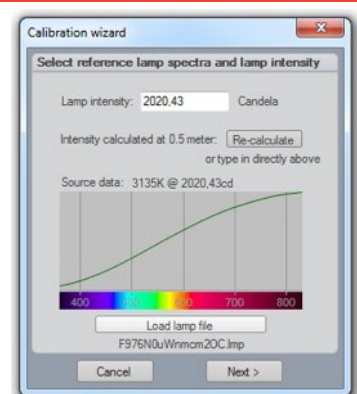 Calibration wizard
Select reference lamp spectra and lamp intensity
Lamp intensity: 2020,43 Candela
Intensity calculated at 0.5 meter: Re-calculate
or type in directly above
Source data: 3135K @ 2020,43cd
400 500 600 700 800
Load lamp file
F976N0uWnmcm2OC.lmp
Cancel Next >